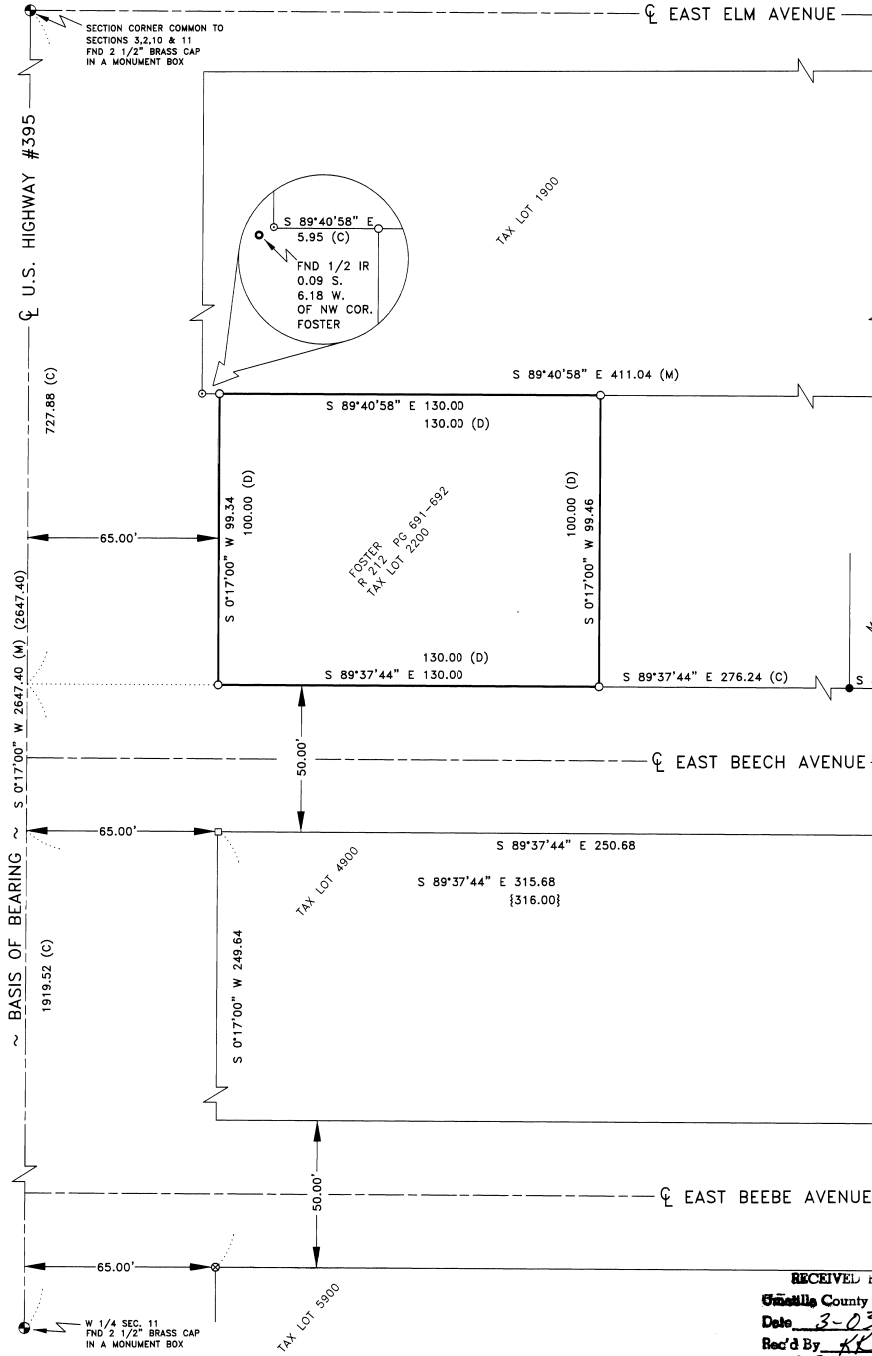 ℄ EAST ELM AVENUE
SECTION CORNER COMMON TO
SECTIONS 3,2,10 & 11
FND 2 1/2" BRASS CAP
IN A MONUMENT BOX
℄ U.S. HIGHWAY #395
TAX LOT 1900
S 89°40'58" E
5.95 (C)
FND 1/2 IR
0.09 S.
6.18 W.
OF NW COR.
FOSTER
727.88 (C)
S 89°40'58" E 411.04 (M)
S 89°40'58" E 130.00
130.00 (D)
S 0°17'00" W 99.34
100.00 (D)
65.00'
FOSTER
R 212 PG 691-692
TAX LOT 2200
100.00 (D)
S 0°17'00" W 99.46
130.00 (D)
S 89°37'44" E 130.00
S 89°37'44" E 276.24 (C)
S
~ BASIS OF BEARING ~ S 0°17'00" W 2647.40 (M) (2647.40)
50.00'
℄ EAST BEECH AVENUE
65.00'
S 89°37'44" E 250.68
TAX LOT 4900
S 89°37'44" E 315.68
{316.00}
1919.52 (C)
S 0°17'00" W 249.64
50.00'
℄ EAST BEEBE AVENUE
65.00'
TAX LOT 5900
W 1/4 SEC. 11
FND 2 1/2" BRASS CAP
IN A MONUMENT BOX
RECEIVED
Umatilla County
Date 3-03
Rec'd By KK